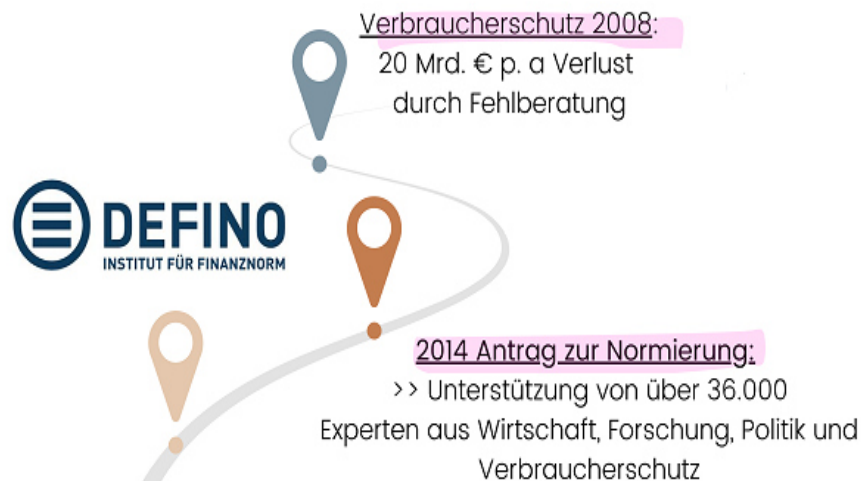 Verbraucherschutz 2008:
20 Mrd. € p. a Verlust
durch Fehlberatung
DEFINO
INSTITUT FÜR FINANZNORM
2014 Antrag zur Normierung:
>> Unterstützung von über 36.000
Experten aus Wirtschaft, Forschung, Politik und
Verbraucherschutz